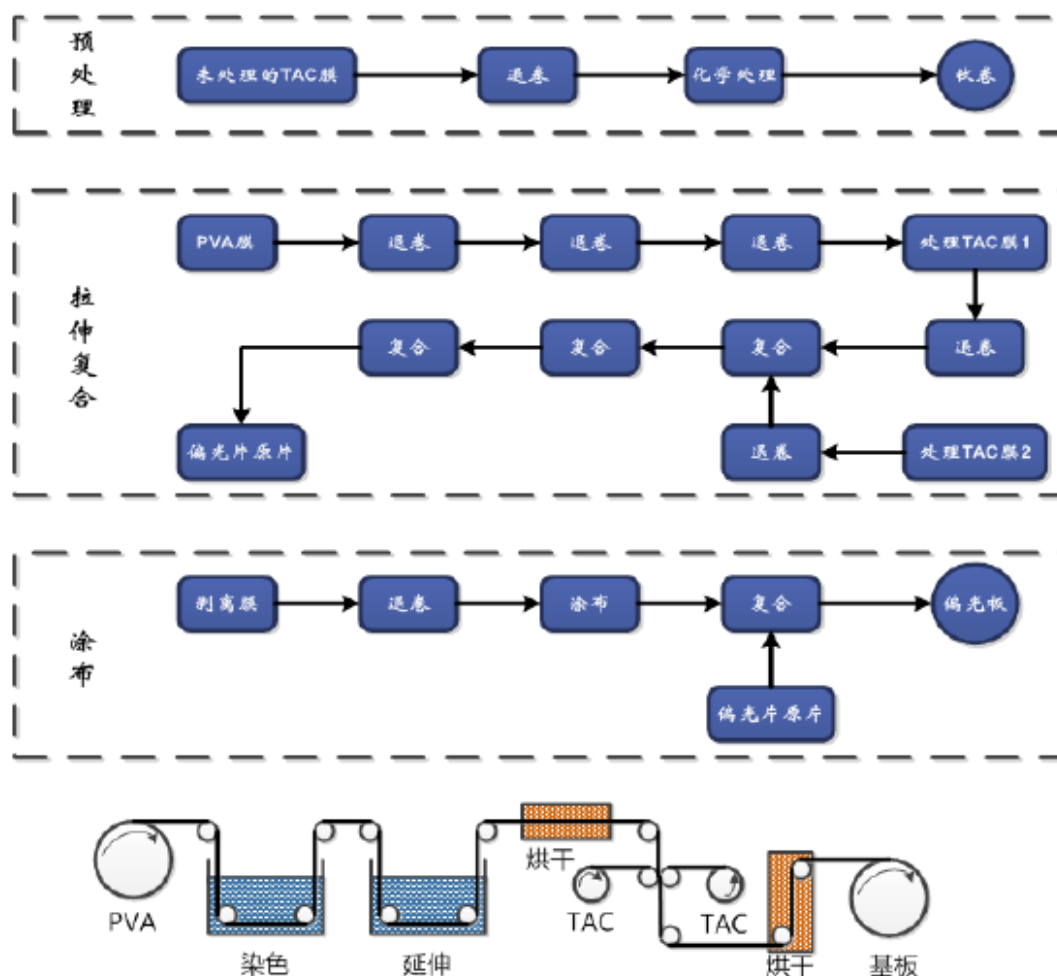 预处理
未处理的TAC膜
退卷
化学处理
收卷
拉伸复合
PVA膜
退卷
退卷
退卷
处理TAC膜1
复合
复合
复合
退卷
偏光片原片
退卷
处理TAC膜2
涂布
剥离膜
退卷
涂布
复合
偏光板
偏光片原片
烘干
PVA
TAC
TAC
染色
延伸
烘干
基板